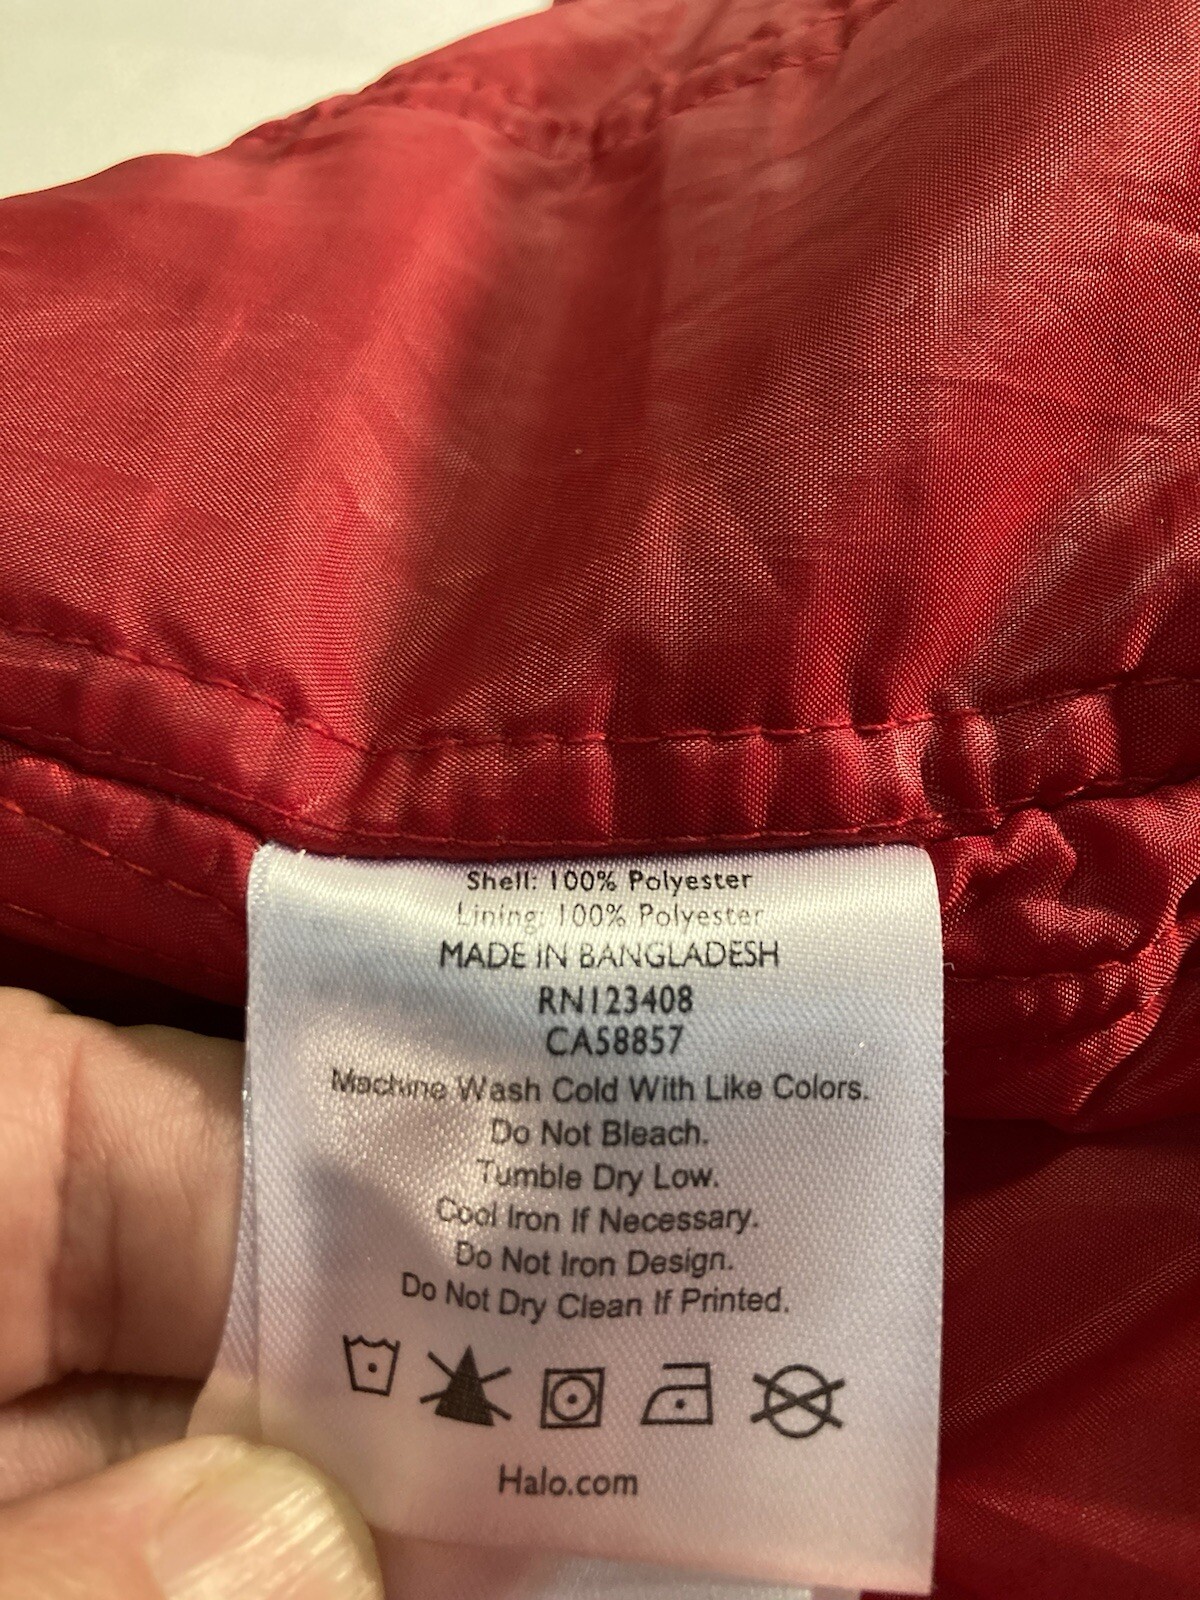 Shell: 100% Polyester
Lining: 100% Polyester
MADE IN BANGLADESH
RN123408
CA58857
Machine Wash Cold With Like Colors.
Do Not Bleach.
Tumble Dry Low.
Cool Iron If Necessary.
Do Not Iron Design.
Do Not Dry Clean If Printed.
Halo.com